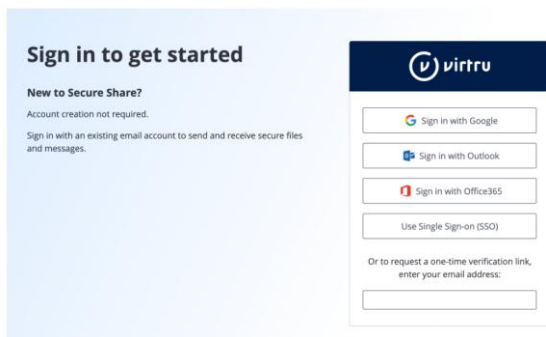 Sign in to get started
New to Secure Share?
Account creation not required.
Sign in with an existing email account to send and receive secure files
and messages.
virtru
Sign in with Google
Sign in with Outlook
Sign in with Office365
Use Single Sign-on (SSO)
Or to request a one-time verification link,
enter your email address: